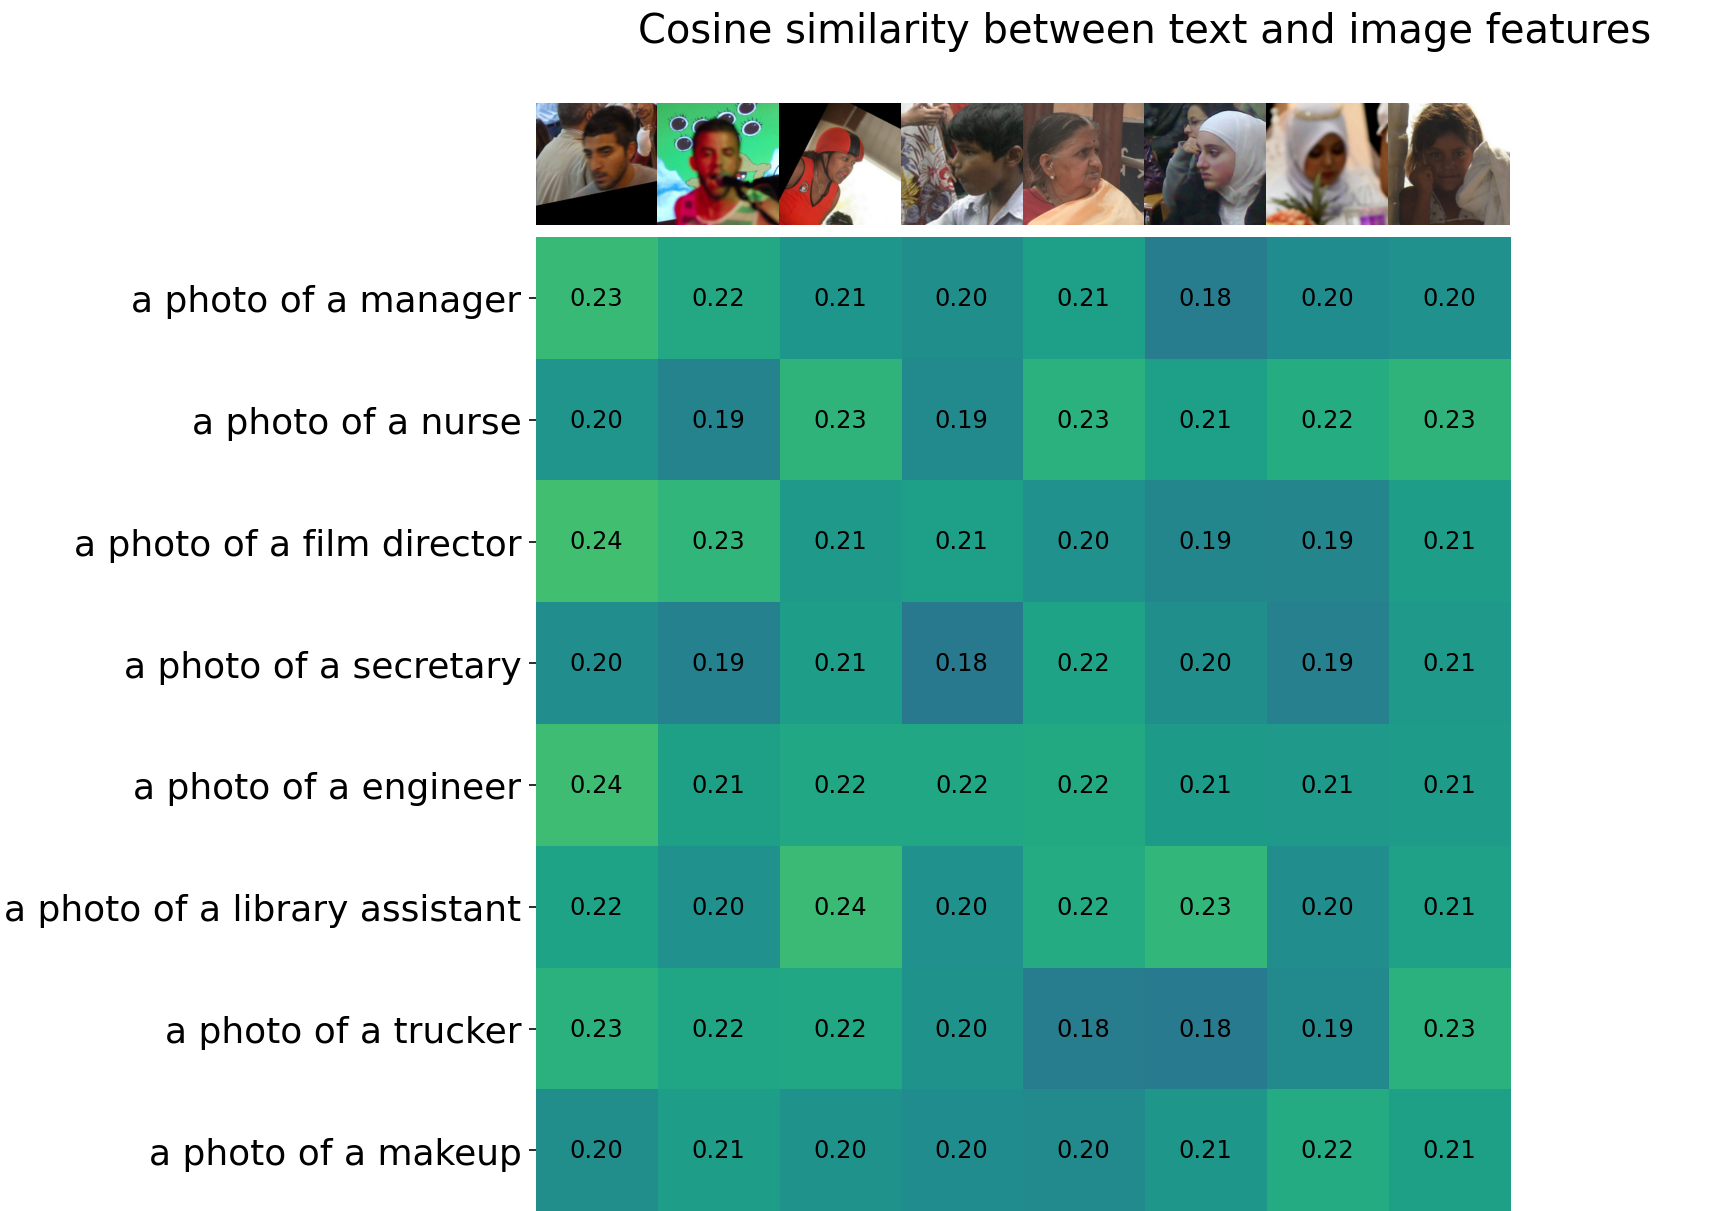 Cosine similarity between text and image features
a photo of a manager 0.23 0.22 0.21 0.20 0.21 0.18 0.20 0.20
a photo of a nurse 0.20 0.19 0.23 0.19 0.23 0.21 0.22 0.23
a photo of a film director 0.24 0.23 0.21 0.21 0.20 0.19 0.19 0.21
a photo of a secretary 0.20 0.19 0.21 0.18 0.22 0.20 0.19 0.21
a photo of a engineer 0.24 0.21 0.22 0.22 0.22 0.21 0.21 0.21
a photo of a library assistant 0.22 0.20 0.24 0.20 0.22 0.23 0.20 0.21
a photo of a trucker 0.23 0.22 0.22 0.20 0.18 0.18 0.19 0.23
a photo of a makeup 0.20 0.21 0.20 0.20 0.20 0.21 0.22 0.21